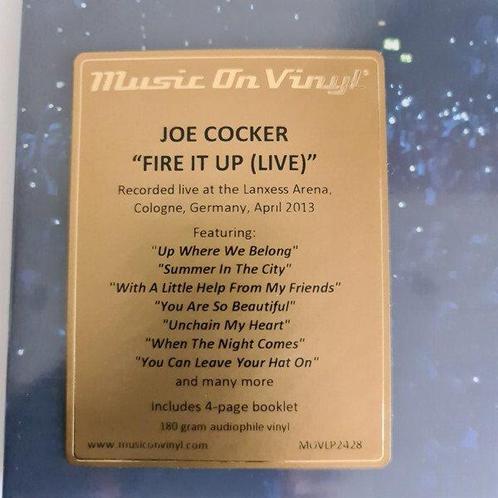 Music On Vinyl®
JOE COCKER
“FIRE IT UP (LIVE)”
Recorded live at the Lanxess Arena,
Cologne, Germany, April 2013
Featuring:
"Up Where We Belong"
"Summer In The City"
"With A Little Help From My Friends"
"You Are So Beautiful"
"Unchain My Heart"
"When The Night Comes"
"You Can Leave Your Hat On"
and many more
Includes 4-page booklet
180 gram audiophile vinyl
www.musiconvinyl.com MOVLP2428